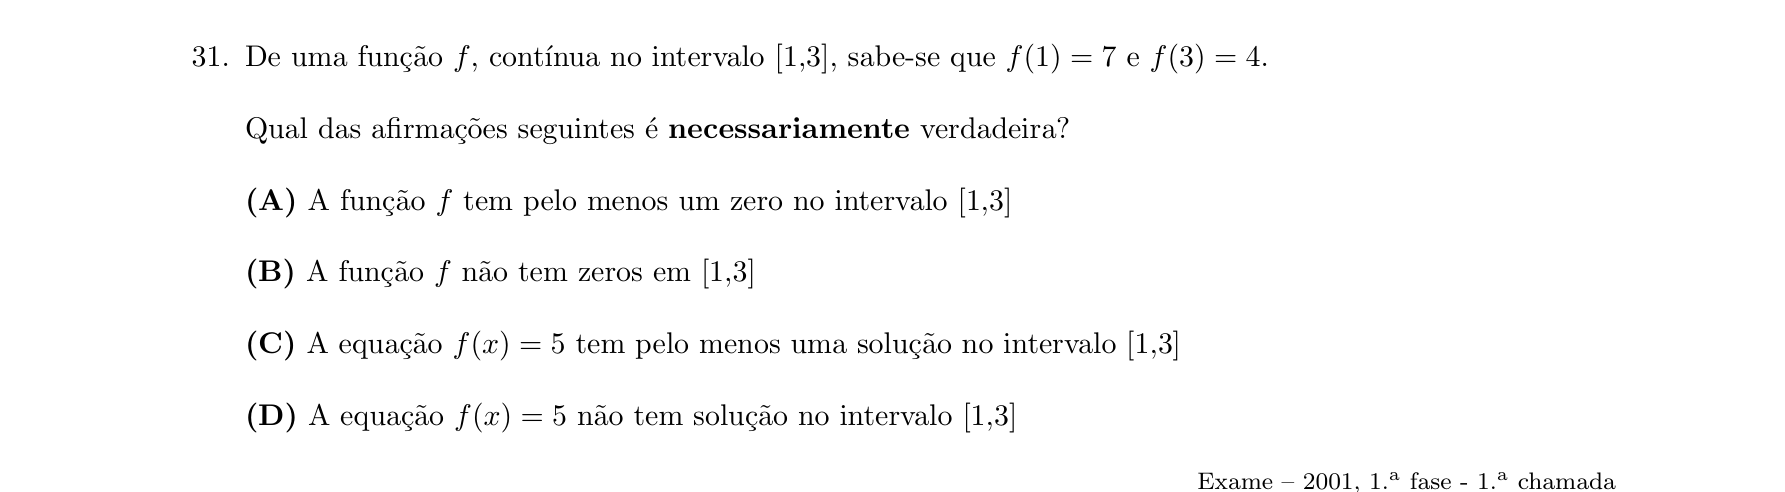 31. De uma função f, contínua no intervalo [1,3], sabe-se que f(1) = 7 e f(3) = 4.
Qual das afirmações seguintes é necessariamente verdadeira?
(A) A função f tem pelo menos um zero no intervalo [1,3]
(B) A função f não tem zeros em [1,3]
(C) A equação f(x) = 5 tem pelo menos uma solução no intervalo [1,3]
(D) A equação f(x) = 5 não tem solução no intervalo [1,3]
Exame – 2001, 1.ª fase - 1.ª chamada